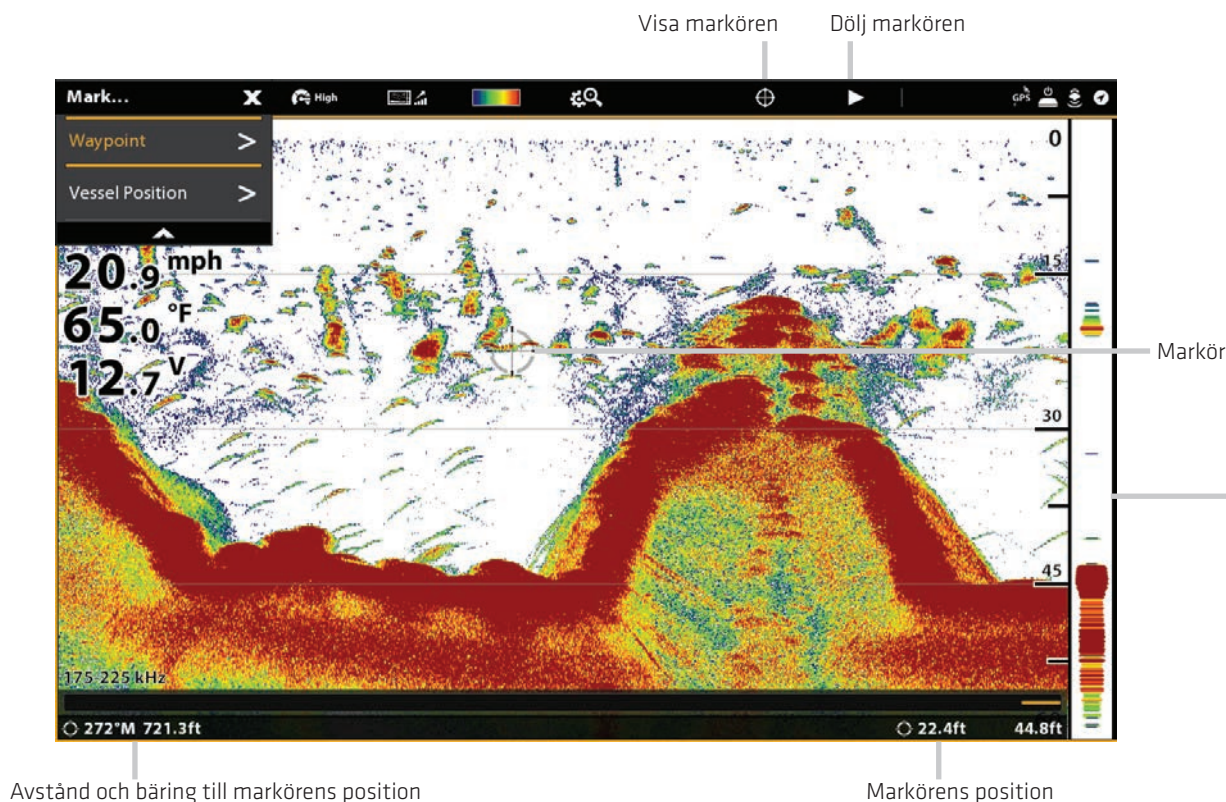 Visa markören
Dölj markören
Mark... X
High
GPS
Waypoint >
Vessel Position >
0
20.9 mph
15
65.0 °F
12.7 V
Markör
30
45
175-225 kHz
272°M 721.3ft
22.4ft
44.8ft
Avstånd och bäring till markörens position
Markörens position